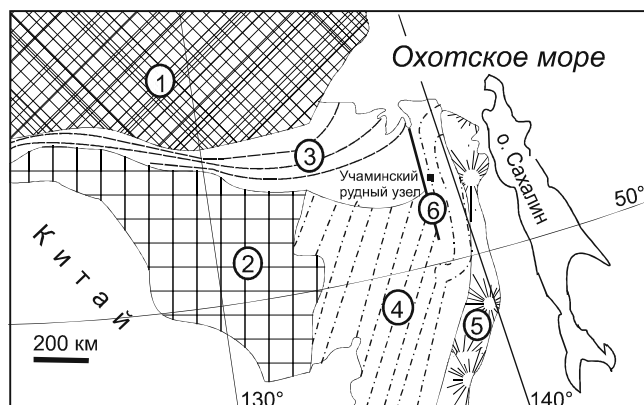 Охотское море
1
о. Сахалин
3
Учаминский
рудный узел
6
50°
Китай
2
4
5
200 км
130°
140°